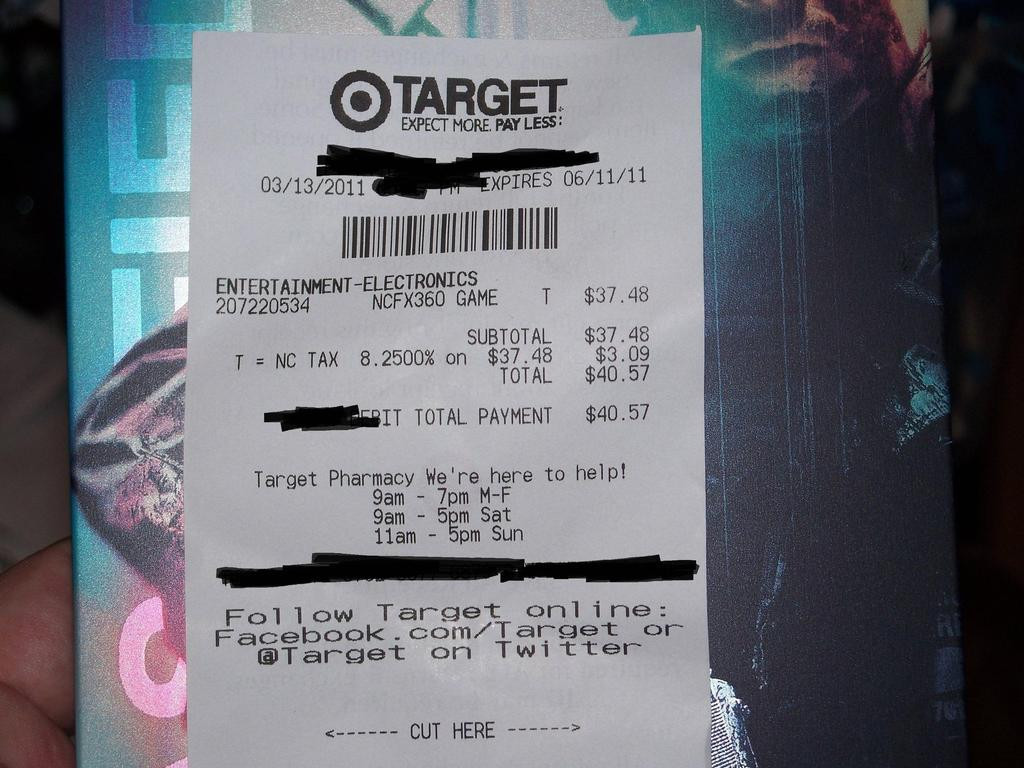 TARGET
EXPECT MORE. PAY LESS.
03/13/2011 PM EXPIRES 06/11/11
ENTERTAINMENT-ELECTRONICS
207220534 NCFX360 GAME T $37.48
SUBTOTAL $37.48
T = NC TAX 8.2500% on $37.48 $3.09
TOTAL $40.57
EBIT TOTAL PAYMENT $40.57
Target Pharmacy We're here to help!
9am - 7pm M-F
9am - 5pm Sat
11am - 5pm Sun
Follow Target online:
Facebook.com/Target or
@Target on Twitter
<------ CUT HERE ------>